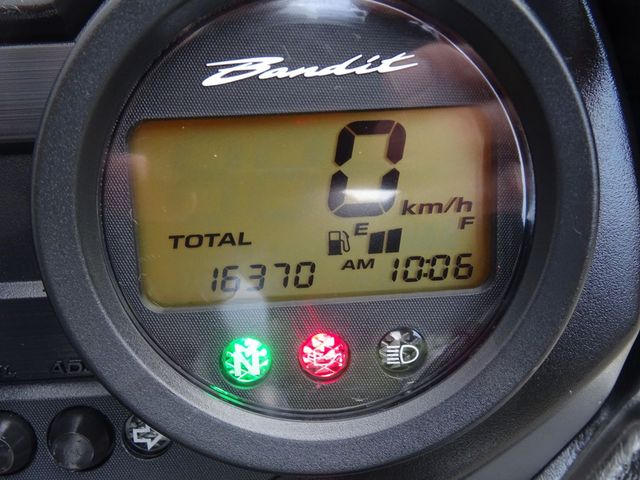 Bandit
0 km/h
E F
TOTAL
16370 AM 10:06
N